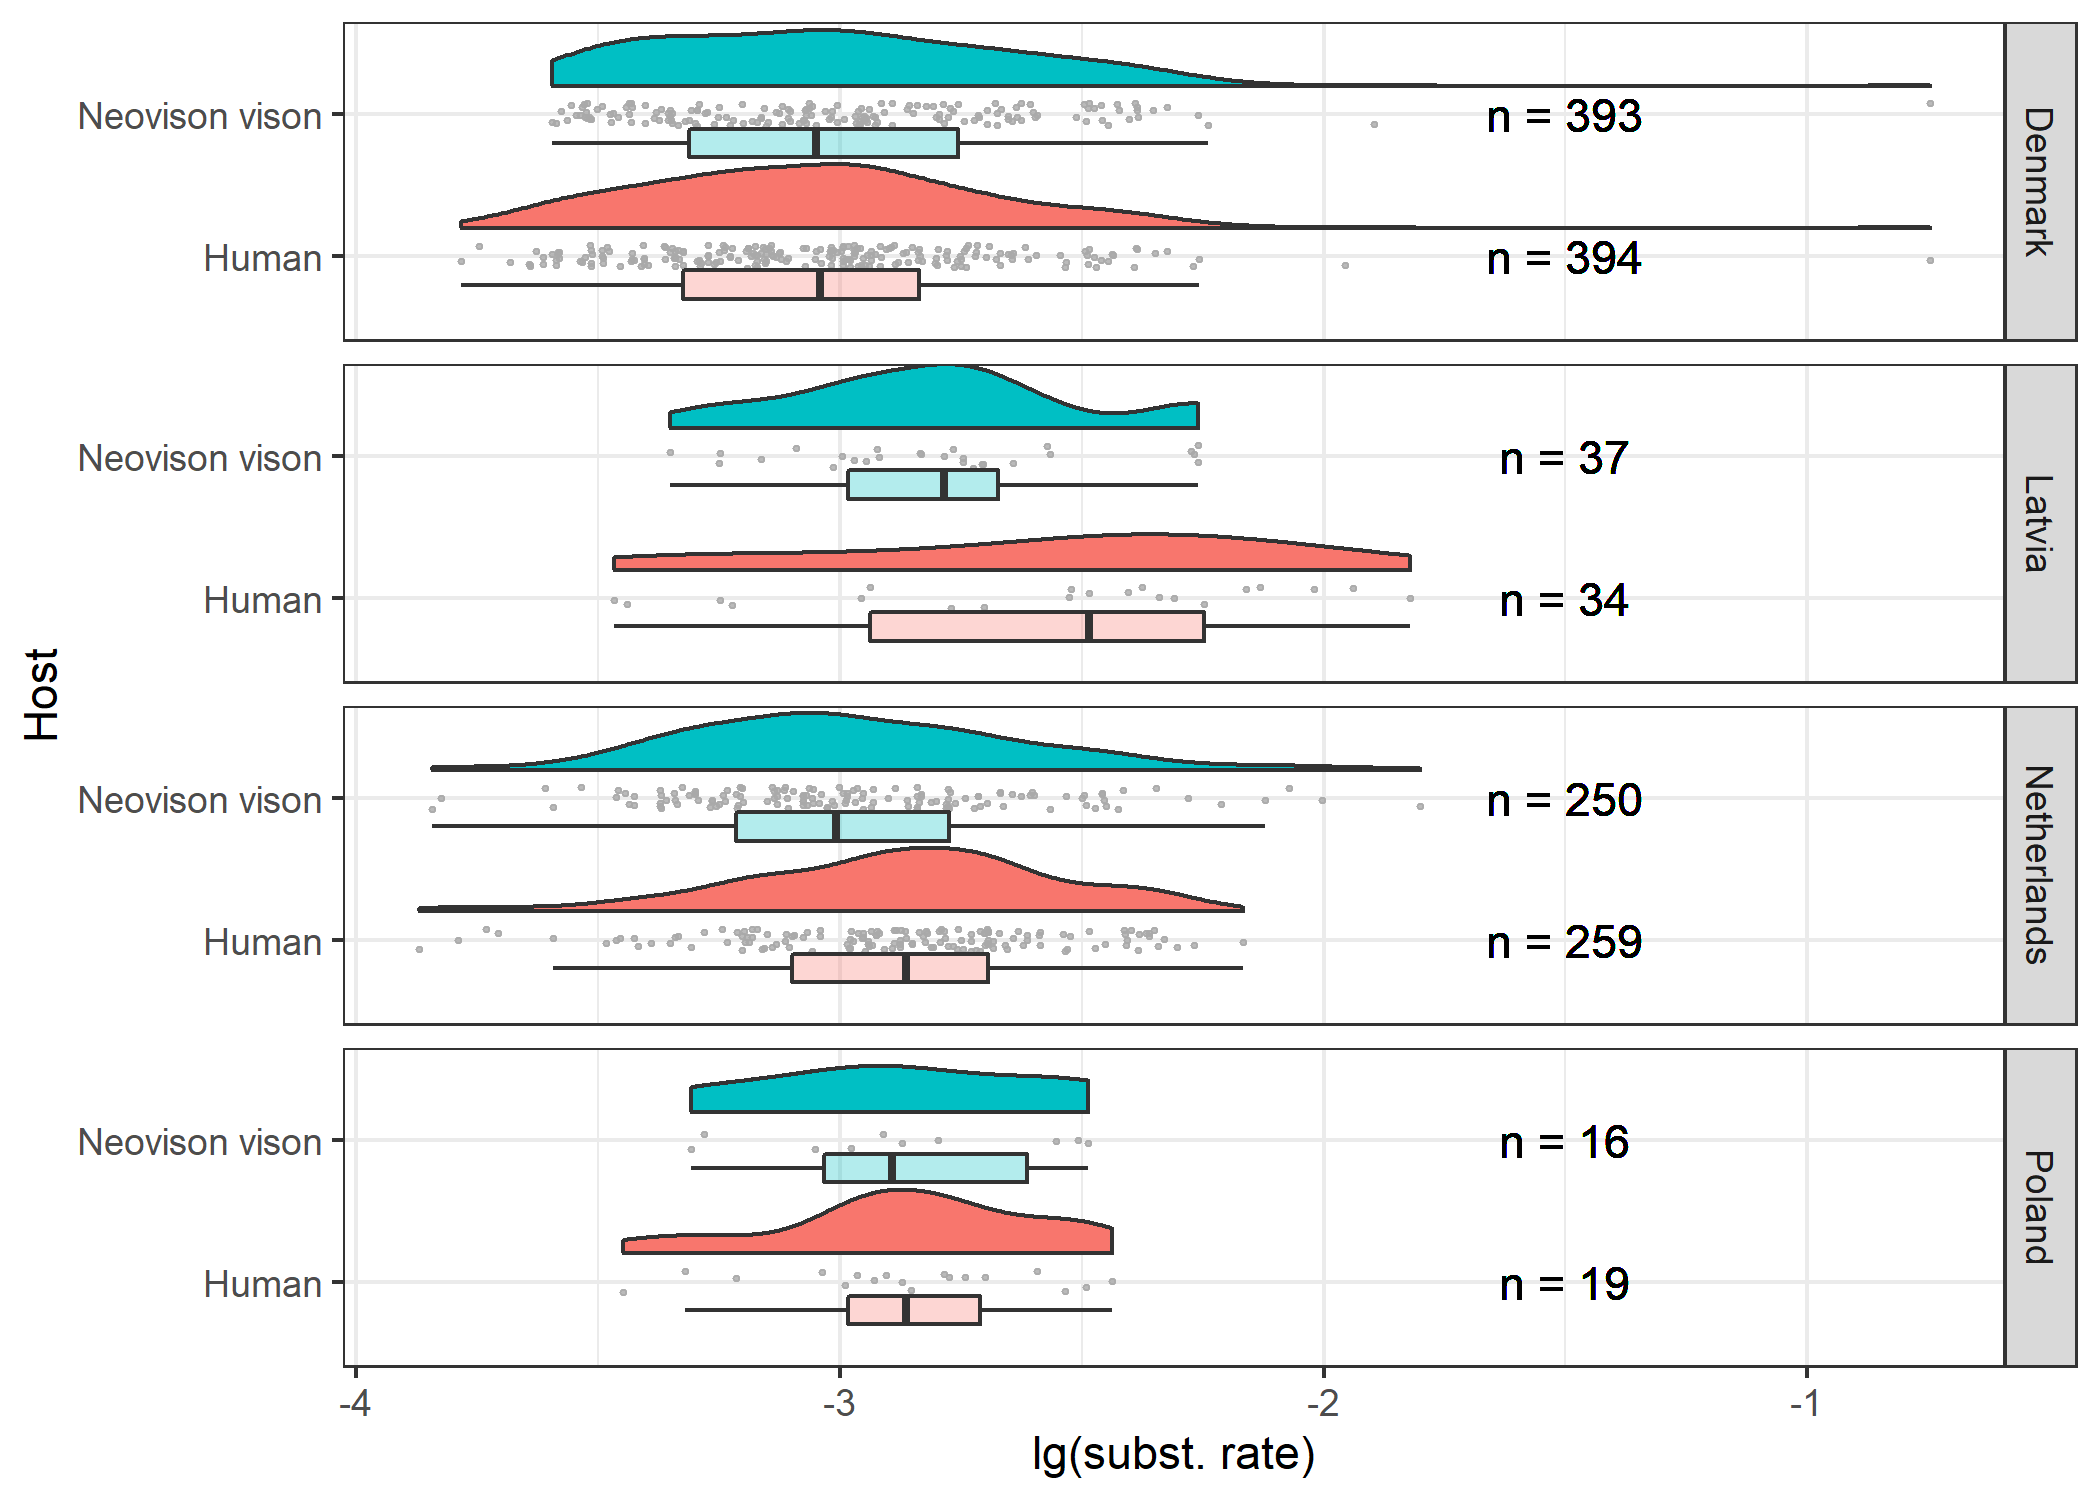 Neovison vison
n = 393
Human
n = 394
Denmark
Neovison vison
n = 37
Human
n = 34
Latvia
Host
Neovison vison
n = 250
Human
n = 259
Netherlands
Neovison vison
n = 16
Human
n = 19
Poland
-4
-3
-2
-1
lg(subst. rate)